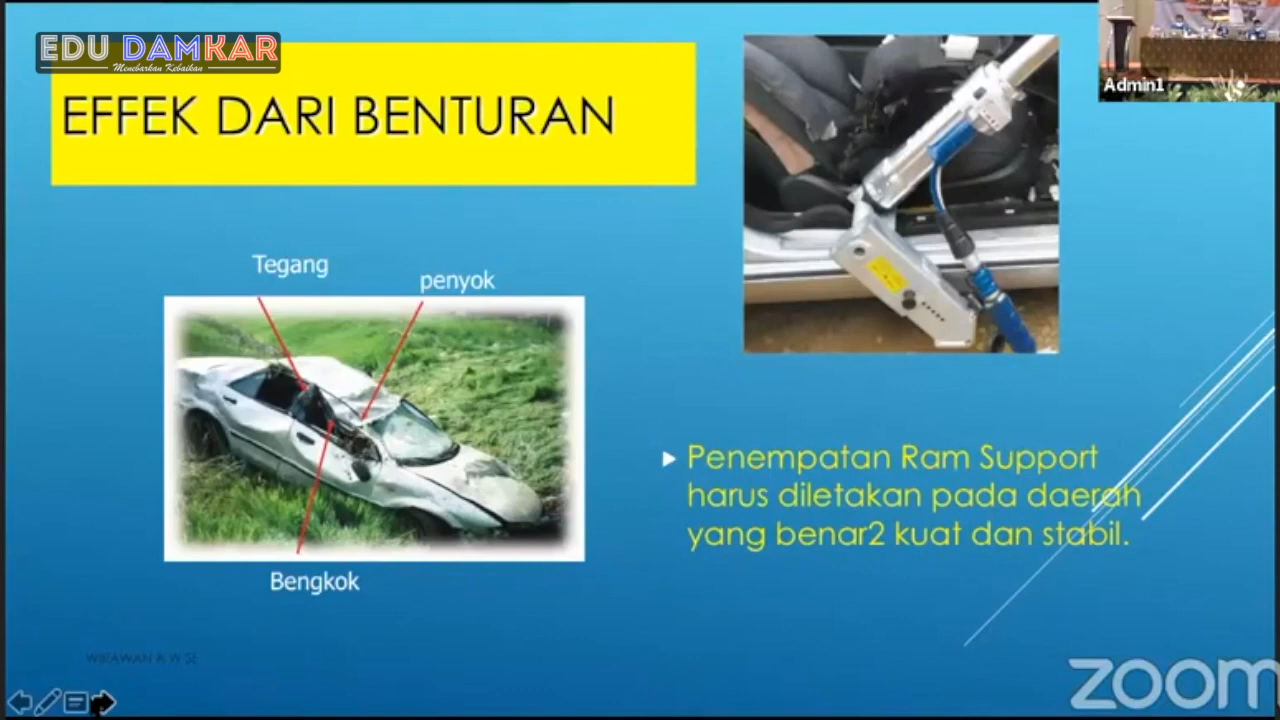 EDU DAMKAR
Menebarkan Kebaikan
Admin1
EFFEK DARI BENTURAN
Tegang
penyok
Bengkok
Penempatan Ram Support
harus diletakan pada daerah
yang benar2 kuat dan stabil.
WIRAWAN
zoom